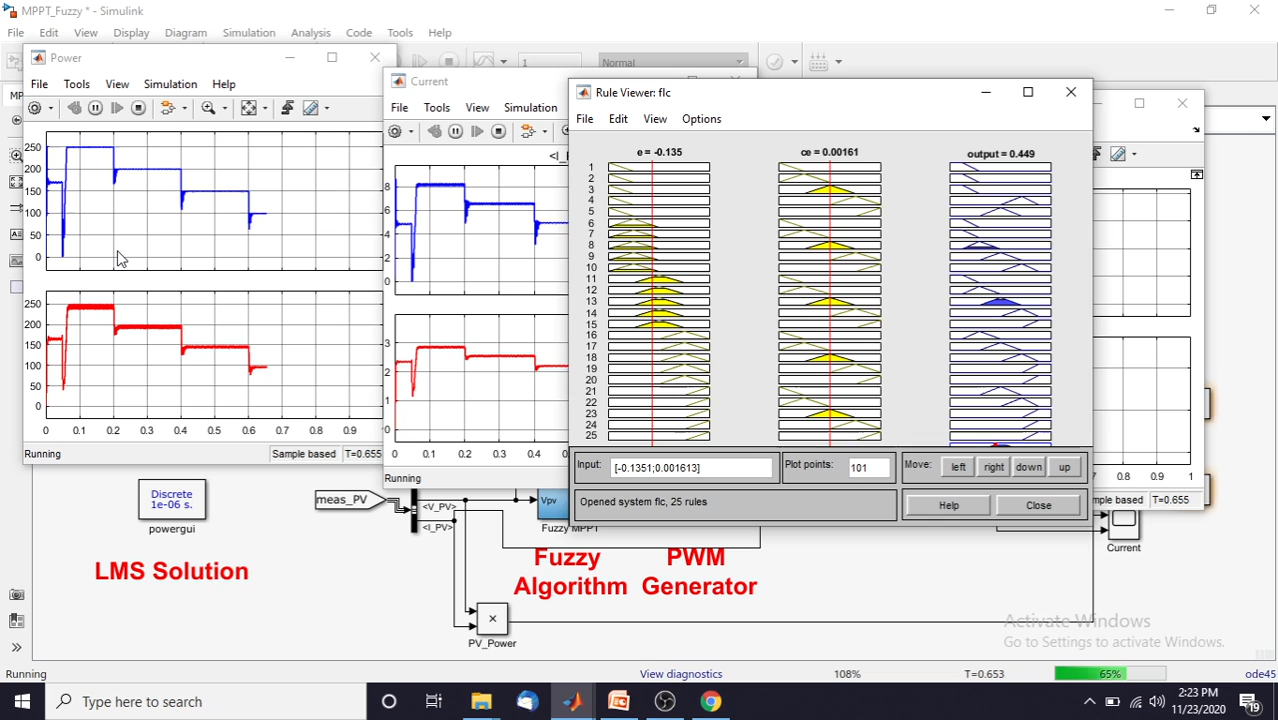 MPPT_Fuzzy * - Simulink
File Edit View Display Diagram Simulation Analysis Code Tools Help
1
Normal
Power
File Tools View Simulation Help
250
200
150
100
50
0
250
200
150
100
50
0
0 0.1 0.2 0.3 0.4 0.5 0.6 0.7 0.8 0.9
Running
Sample based T=0.655
Current
File Tools View Simulation
8
6
4
2
0
3
2
1
0
0 0.1 0.2 0.3 0.4 0.5
Running
Rule Viewer: flc
File Edit View Options
e = -0.135
ce = 0.00161
output = 0.449
1
2
3
4
5
6
7
8
9
10
11
12
13
14
15
16
17
18
19
20
21
22
23
24
25
Input: [-0.1351;0.001613]
Plot points: 101
Move: left right down up
Opened system flc, 25 rules
Help Close
0.6 0.7 0.8 0.9 1
mple based T=0.655
Discrete
1e-06 s.
powergui
meas_PV
<V_PV>
<I_PV>
Vpv
Fuzzy MPPT
Current
LMS Solution
Fuzzy
Algorithm
PWM
Generator
PV_Power
Activate Windows
Go to Settings to activate Windows.
Running
View diagnostics
108%
T=0.653
65%
ode45
Type here to search
2:23 PM
11/23/2020
19